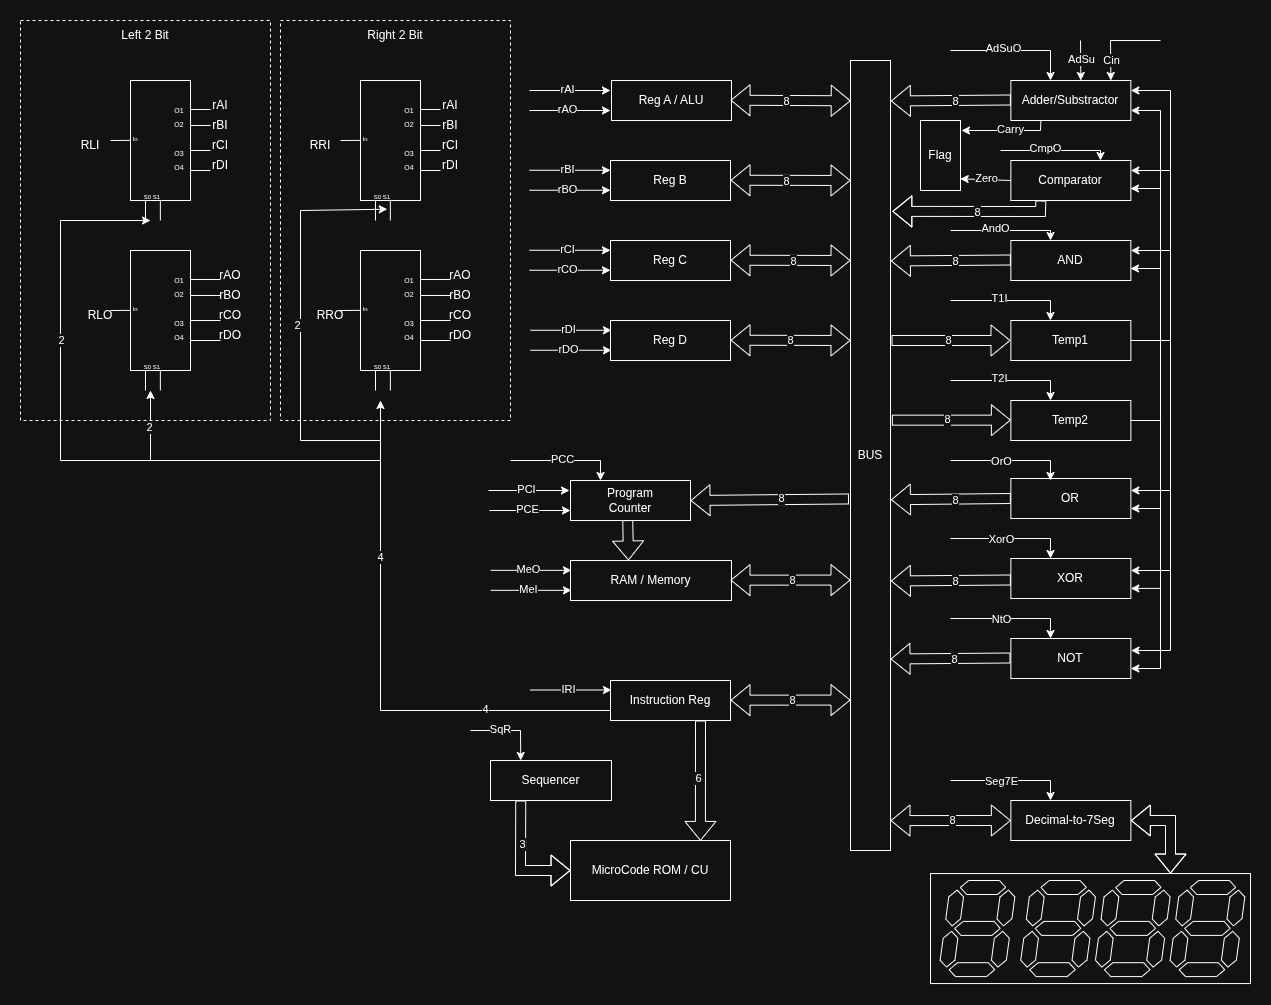 Left 2 Bit
RLI
In
O1
O2
O3
O4
S0 S1
rAI
rBI
rCI
rDI
RLO
In
O1
O2
O3
O4
S0 S1
rAO
rBO
rCO
rDO
2
2
Right 2 Bit
RRI
In
O1
O2
O3
O4
S0 S1
rAI
rBI
rCI
rDI
RRO
In
O1
O2
O3
O4
S0 S1
rAO
rBO
rCO
rDO
2
4
4
rAI
rAO
Reg A / ALU
8
rBI
rBO
Reg B
8
rCI
rCO
Reg C
8
rDI
rDO
Reg D
8
PCC
PCI
PCE
Program
Counter
8
MeO
MeI
RAM / Memory
8
IRI
Instruction Reg
8
SqR
Sequencer
6
3
MicroCode ROM / CU
BUS
AdSuO
AdSu
Cin
8
Adder/Substractor
Carry
Flag
CmpO
Zero
Comparator
8
AndO
8
AND
T1I
8
Temp1
T2I
8
Temp2
OrO
8
OR
XorO
8
XOR
NtO
8
NOT
Seg7E
8
Decimal-to-7Seg